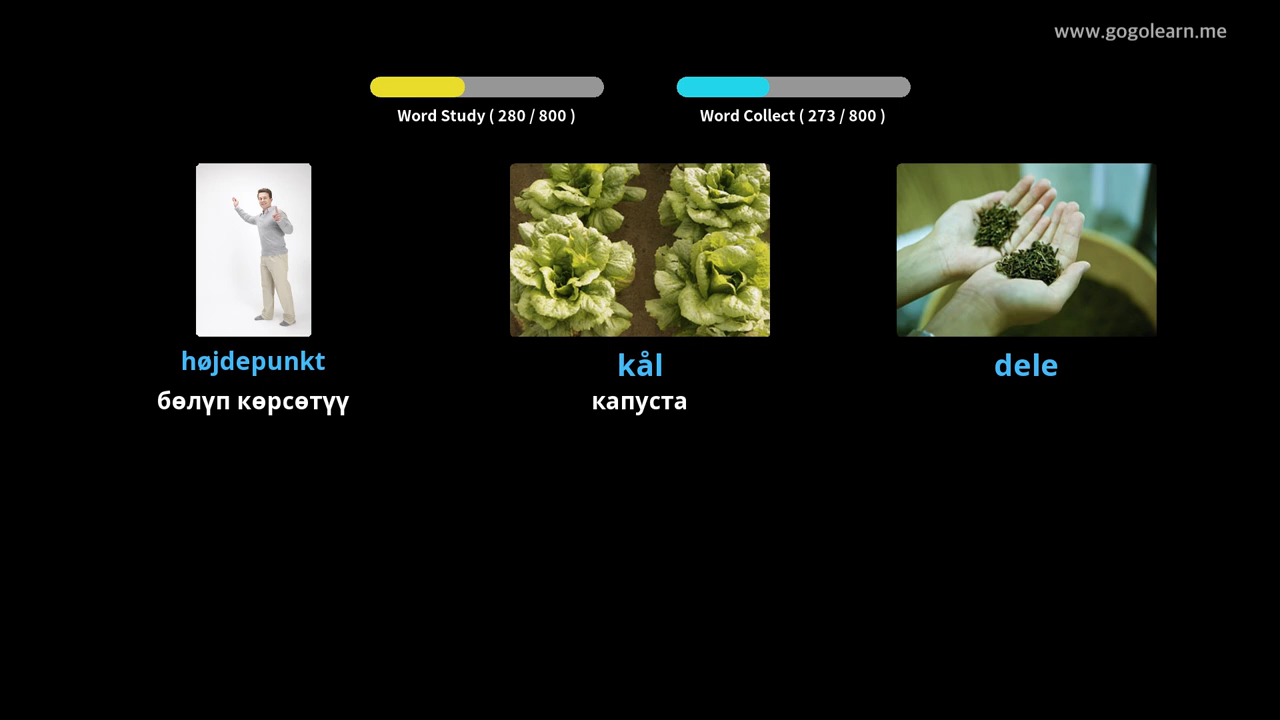 www.gogolearn.me
Word Study ( 280 / 800 )
Word Collect ( 273 / 800 )
højdepunkt
бөлүп көрсөтүү
kål
капуста
dele